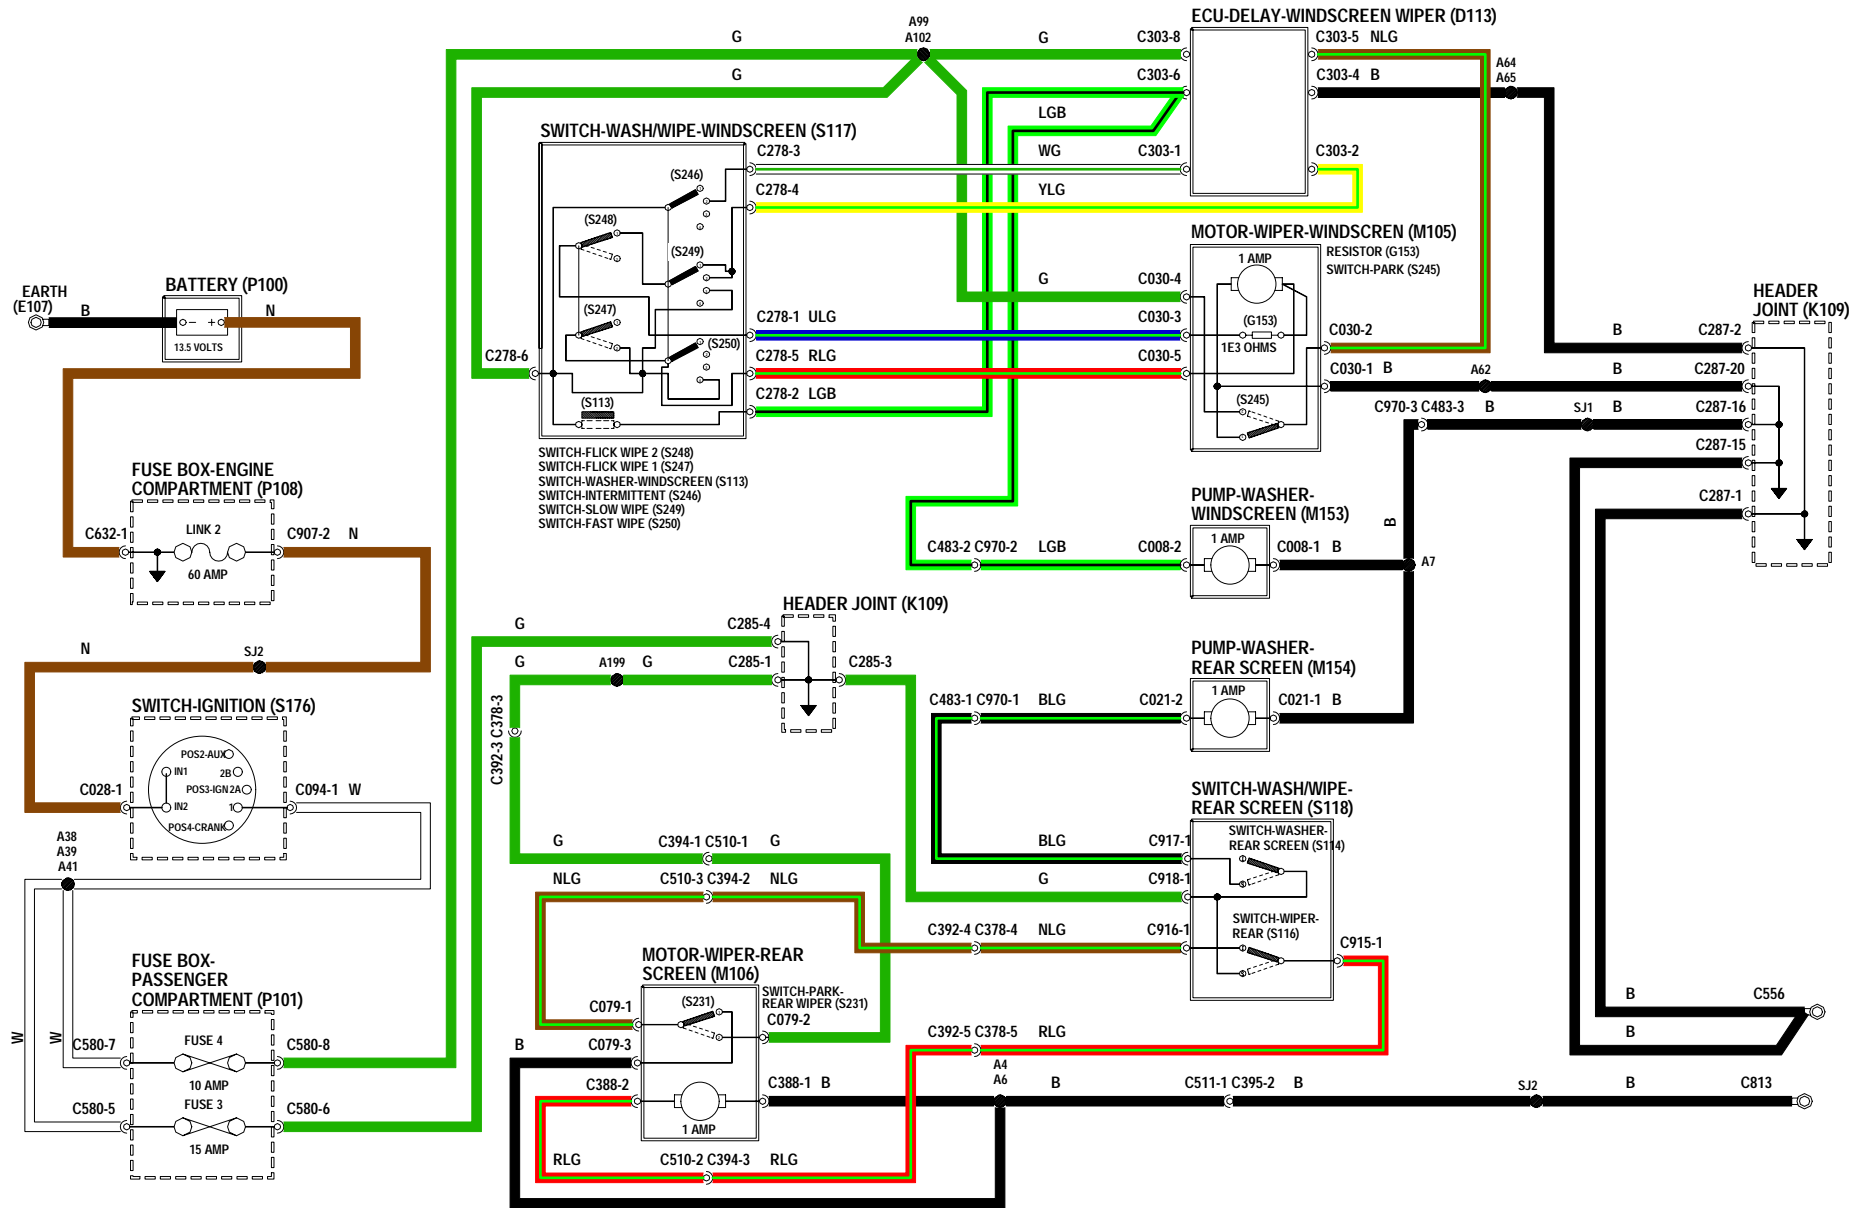 ECU-DELAY-WINDSCREEN WIPER (D113)
A99
A102
G
G
C303-8
C303-5 NLG
G
C303-6
C303-4 B
A64
A65
LGB
SWITCH-WASH/WIPE-WINDSCREEN (S117)
C278-3
WG
C303-1
C303-2
(S246)
C278-4
YLG
(S248)
(S249)
MOTOR-WIPER-WINDSCREN (M105)
RESISTOR (G153)
SWITCH-PARK (S245)
1 AMP
G
C030-4
BATTERY (P100)
EARTH
(E107)
B
N
- +
13.5 VOLTS
HEADER
JOINT (K109)
(S247)
C278-1 ULG
C030-3
(G153)
1E3 OHMS
C030-2
B
C287-2
(S250)
C278-6
C278-5 RLG
C030-5
C030-1 B
A62
B
C287-20
(S113)
C278-2 LGB
(S245)
C970-3 C483-3 B
SJ1
B
C287-16
C287-15
SWITCH-FLICK WIPE 2 (S248)
SWITCH-FLICK WIPE 1 (S247)
SWITCH-WASHER-WINDSCREEN (S113)
SWITCH-INTERMITTENT (S246)
SWITCH-SLOW WIPE (S249)
SWITCH-FAST WIPE (S250)
FUSE BOX-ENGINE
COMPARTMENT (P108)
PUMP-WASHER-
WINDSCREEN (M153)
C287-1
C632-1
LINK 2
60 AMP
C907-2 N
B
C483-2 C970-2 LGB
C008-2
1 AMP
C008-1 B
A7
HEADER JOINT (K109)
G
C285-4
N
SJ2
G
A199
G
C285-1
C285-3
PUMP-WASHER-
REAR SCREEN (M154)
C392-3 C378-3
C483-1 C970-1 BLG
C021-2
1 AMP
C021-1 B
SWITCH-IGNITION (S176)
POS2-AUX
IN1
2B
POS3-IGN 2A
IN2
1
POS4-CRANK
C028-1
C094-1 W
SWITCH-WASH/WIPE-
REAR SCREEN (S118)
SWITCH-WASHER-
REAR SCREEN (S114)
A38
A39
A41
G
C394-1 C510-1 G
BLG
C917-1
NLG
C510-3 C394-2 NLG
G
C918-1
SWITCH-WIPER-
REAR (S116)
C392-4 C378-4 NLG
C916-1
C915-1
FUSE BOX-
PASSENGER
COMPARTMENT (P101)
MOTOR-WIPER-REAR
SCREEN (M106)
SWITCH-PARK-
REAR WIPER (S231)
(S231)
C079-1
C079-2
B
C556
W
W
C580-7
FUSE 4
10 AMP
C580-8
B
C079-3
C392-5 C378-5 RLG
B
C388-2
C388-1 B
A4
A6
B
C511-1 C395-2 B
SJ2
B
C813
C580-5
FUSE 3
15 AMP
C580-6
1 AMP
RLG
C510-2 C394-3 RLG